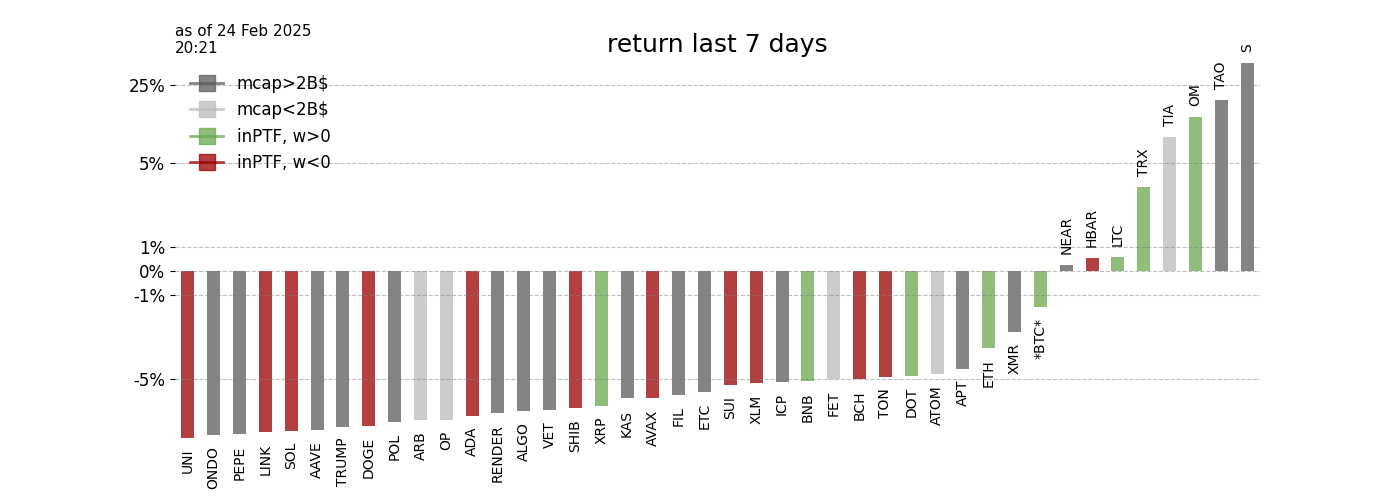 as of 24 Feb 2025
20:21
return last 7 days
mcap>2B$
mcap<2B$
inPTF, w>0
inPTF, w<0
25%
5%
1%
0%
-1%
-5%
UNI
ONDO
PEPE
LINK
SOL
AAVE
TRUMP
DOGE
POL
ARB
OP
ADA
RENDER
ALGO
VET
SHIB
XRP
KAS
AVAX
FIL
ETC
SUI
XLM
ICP
BNB
FET
BCH
TON
DOT
ATOM
APT
ETH
XMR
*BTC*
NEAR
HBAR
LTC
TRX
TIA
OM
TAO
S